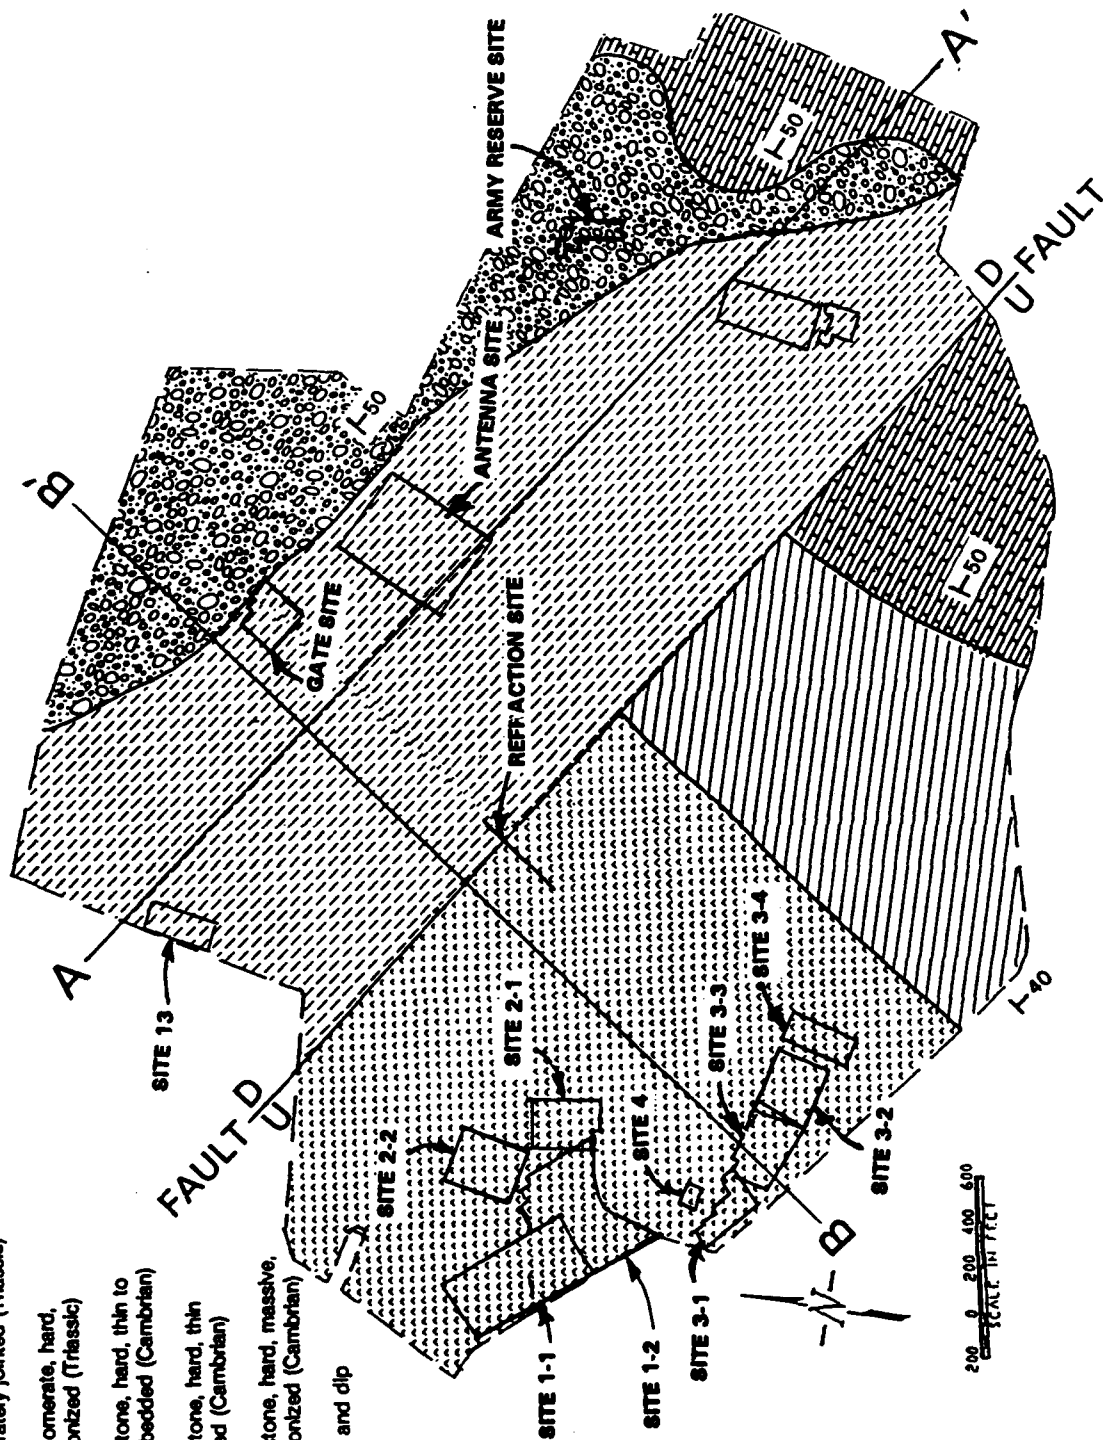 jointed (Triassic)
omerate, hard,
onized (Triassic)
tone, hard, thin to
bedded (Cambrian)
tone, hard, thin
ed (Cambrian)
tone, hard, massive,
onized (Cambrian)
and dip
A
A'
B
B'
FAULT
D
U
D
U
FAULT
SITE 13
GATE SITE
ANTENNA SITE
ARMY RESERVE SITE
REFRACTION SITE
SITE 2-2
SITE 2-1
SITE 4
SITE 3-3
SITE 3-4
SITE 1-1
SITE 1-2
SITE 3-1
SITE 3-2
50
50
50
40
N
200 0 200 400 600
SCALE IN FEET